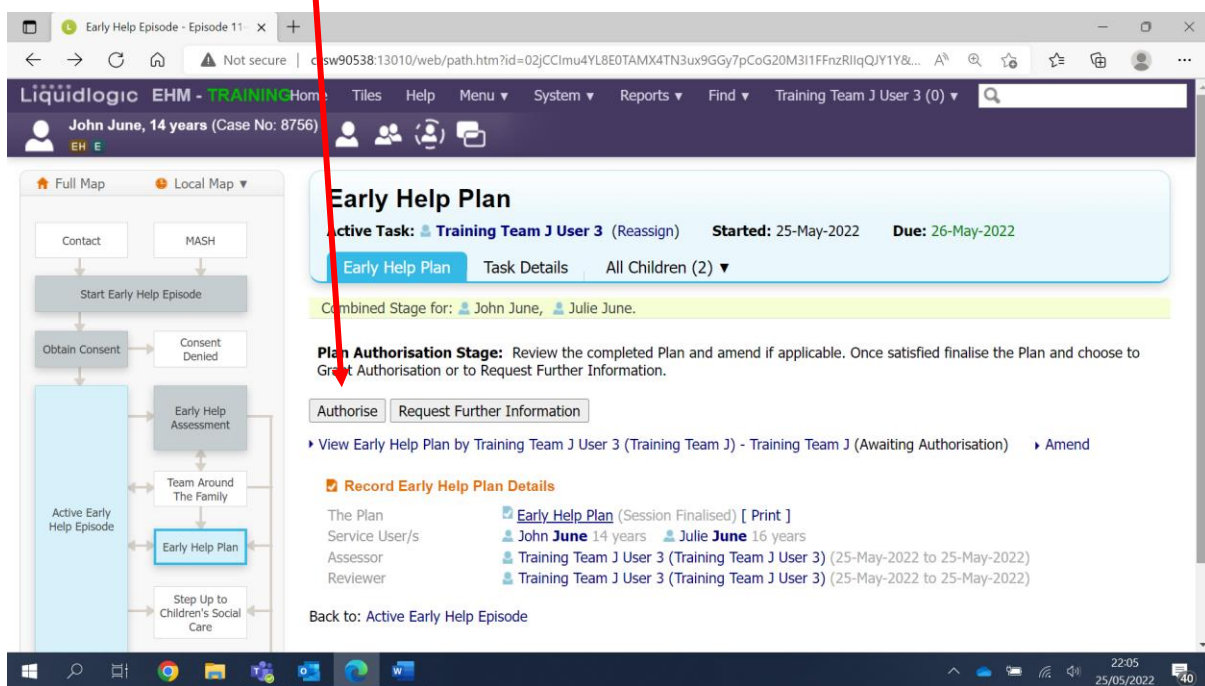 Early Help Episode - Episode 11-
Not secure
:13010/web/path.htm?id=02jCCImu4YL8E0TAMX4TN3ux9GGy7pCoG20M3I1FFnzRIIqQJY1Y&...
Liquidlogic EHM - TRAINING Home Tiles Help Menu ▼ System ▼ Reports ▼ Find ▼ Training Team J User 3 (0) ▼
John June, 14 years (Case No: 8756)
EH E
Full Map Local Map ▼
Contact MASH
Start Early Help Episode
Obtain Consent
Consent
Denied
Early Help
Assessment
Team Around
The Family
Active Early
Help Episode
Early Help Plan
Step Up to
Children's Social
Care
Early Help Plan
Active Task: Training Team J User 3 (Reassign) Started: 25-May-2022 Due: 26-May-2022
Early Help Plan Task Details All Children (2) ▼
Combined Stage for: John June, Julie June.
Plan Authorisation Stage: Review the completed Plan and amend if applicable. Once satisfied finalise the Plan and choose to
Grant Authorisation or to Request Further Information.
Authorise Request Further Information
View Early Help Plan by Training Team J User 3 (Training Team J) - Training Team J (Awaiting Authorisation) Amend
Record Early Help Plan Details
The Plan Early Help Plan (Session Finalised) [ Print ]
Service User/s John June 14 years Julie June 16 years
Assessor Training Team J User 3 (Training Team J User 3) (25-May-2022 to 25-May-2022)
Reviewer Training Team J User 3 (Training Team J User 3) (25-May-2022 to 25-May-2022)
Back to: Active Early Help Episode
22:05
25/05/2022
40